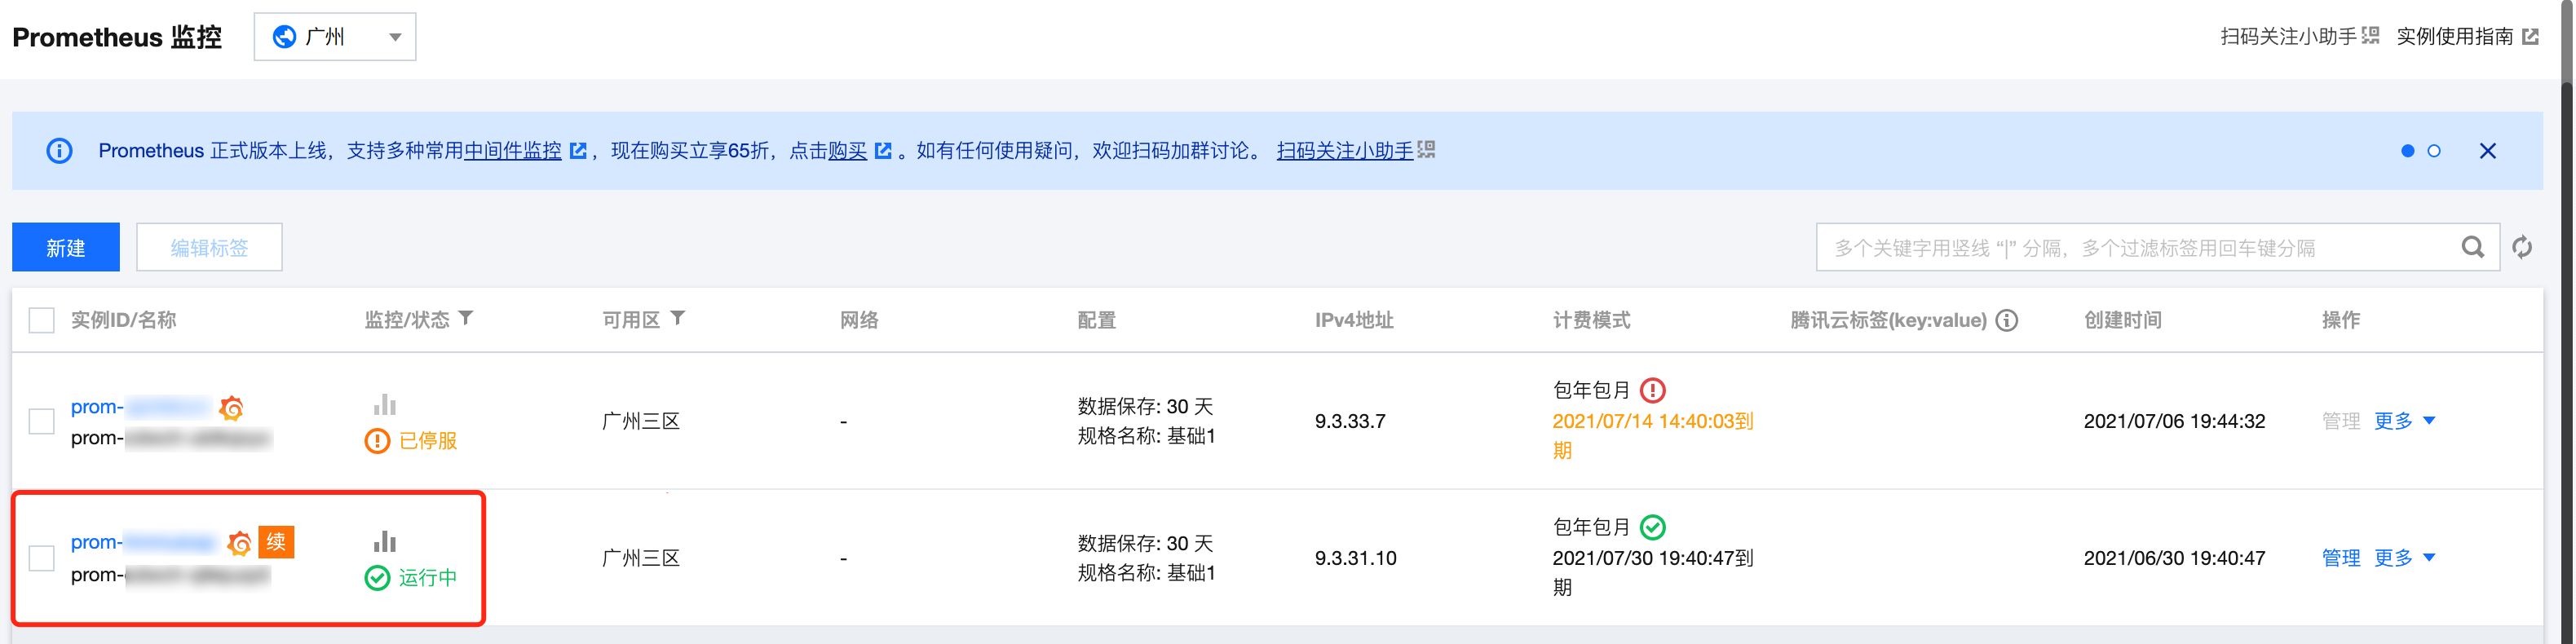 Prometheus 监控
广州
扫码关注小助手
实例使用指南
Prometheus 正式版本上线，支持多种常用中间件监控 ，现在购买立享65折，点击购买 。如有任何使用疑问，欢迎扫码加群讨论。 扫码关注小助手
新建
编辑标签
多个关键字用竖线 “|” 分隔，多个过滤标签用回车键分隔
实例ID/名称 监控/状态 可用区 网络 配置 IPv4地址 计费模式 腾讯云标签(key:value) 创建时间 操作
prom-
prom-
已停服
广州三区
-
数据保存: 30 天
规格名称: 基础1
9.3.33.7
包年包月
2021/07/14 14:40:03到
期
2021/07/06 19:44:32
管理 更多
prom- 续
prom-
运行中
广州三区
-
数据保存: 30 天
规格名称: 基础1
9.3.31.10
包年包月
2021/07/30 19:40:47到
期
2021/06/30 19:40:47
管理 更多